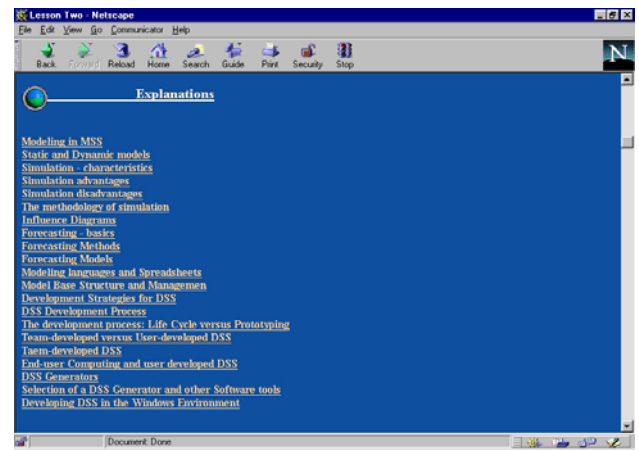 Lesson Two - Netscape
File Edit View Go Communicator Help
Back Forward Reload Home Search Guide Print Security Stop
N
Explanations
Modeling in MSS
Static and Dynamic models
Simulation - characteristics
Simulation advantages
Simulation disadvantages
The methodology of simulation
Influence Diagrams
Forecasting - basics
Forecasting Methods
Forecasting Models
Modeling languages and Spreadsheets
Model Base Structure and Managemen
Development Strategies for DSS
DSS Development Process
The development process: Life Cycle versus Prototyping
Team-developed versus User-developed DSS
Taem-developed DSS
End-user Computing and user developed DSS
DSS Generators
Selection of a DSS Generator and other Software tools
Developing DSS in the Windows Environment
Document: Done